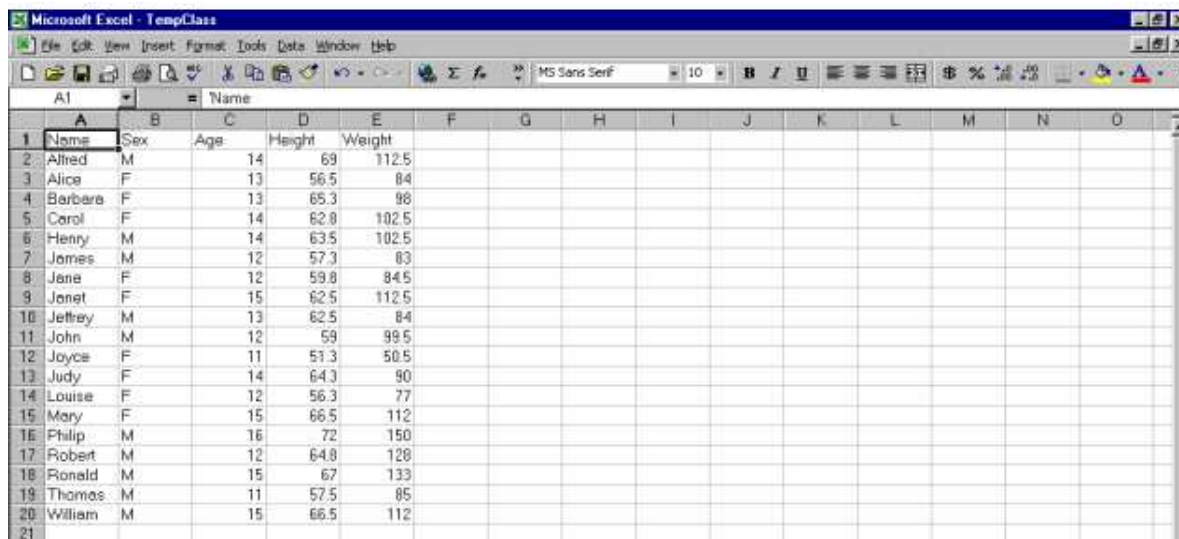 Microsoft Excel - TempClass
File Edit View Insert Format Tools Data Window Help
MS Sans Serif 10 B I U $ %
A1 = 'Name
A B C D E F G H I J K L M N O
1 Name Sex Age Height Weight
2 Alfred M 14 69 112.5
3 Alice F 13 56.5 84
4 Barbara F 13 65.3 98
5 Carol F 14 62.8 102.5
6 Henry M 14 63.5 102.5
7 James M 12 57.3 83
8 Jane F 12 59.8 84.5
9 Janet F 15 62.5 112.5
10 Jeffrey M 13 62.5 84
11 John M 12 59 99.5
12 Joyce F 11 51.3 50.5
13 Judy F 14 64.3 90
14 Louise F 12 56.3 77
15 Mary F 15 66.5 112
16 Philip M 16 72 150
17 Robert M 12 64.8 128
18 Ronald M 15 67 133
19 Thomas M 11 57.5 85
20 William M 15 66.5 112
21